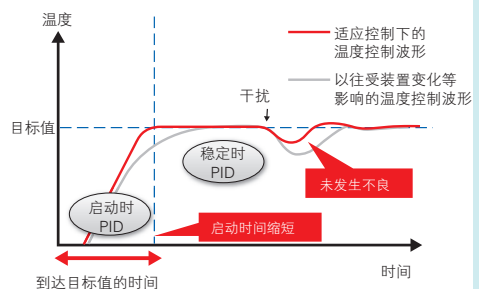 温度
适应控制下的
温度控制波形
以往受装置变化等
影响的温度控制波形
干扰
目标值
稳定时
PID
未发生不良
启动时
PID
启动时间缩短
时间
到达目标值的时间